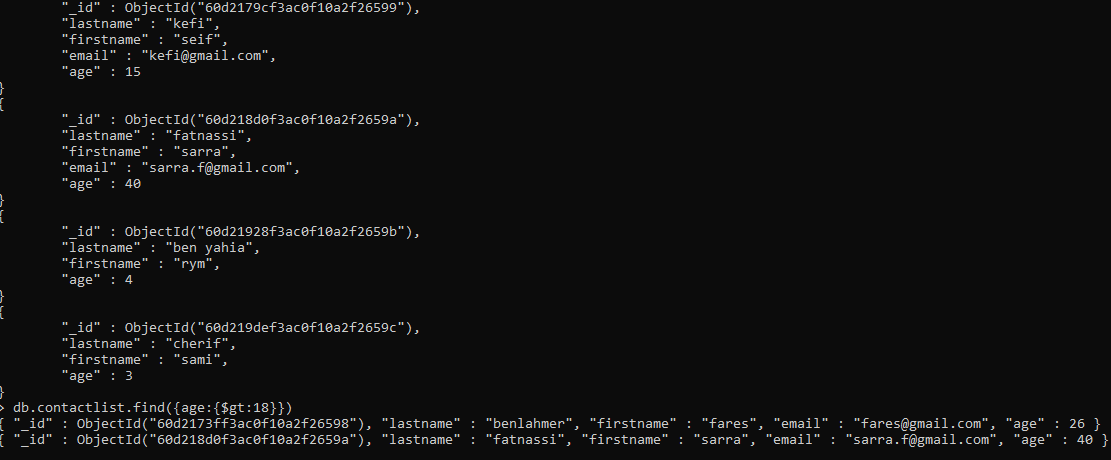 "_id" : ObjectId("60d2179cf3ac0f10a2f26599"),
"lastname" : "kefi",
"firstname" : "seif",
"email" : "kefi@gmail.com",
"age" : 15
}
{
"_id" : ObjectId("60d218d0f3ac0f10a2f2659a"),
"lastname" : "fatnassi",
"firstname" : "sarra",
"email" : "sarra.f@gmail.com",
"age" : 40
}
{
"_id" : ObjectId("60d21928f3ac0f10a2f2659b"),
"lastname" : "ben yahia",
"firstname" : "rym",
"age" : 4
}
{
"_id" : ObjectId("60d219def3ac0f10a2f2659c"),
"lastname" : "cherif",
"firstname" : "sami",
"age" : 3
}
> db.contactlist.find({age:{$gt:18}})
{ "_id" : ObjectId("60d2173ff3ac0f10a2f26598"), "lastname" : "benlahmer", "firstname" : "fares", "email" : "fares@gmail.com", "age" : 26 }
{ "_id" : ObjectId("60d218d0f3ac0f10a2f2659a"), "lastname" : "fatnassi", "firstname" : "sarra", "email" : "sarra.f@gmail.com", "age" : 40 }